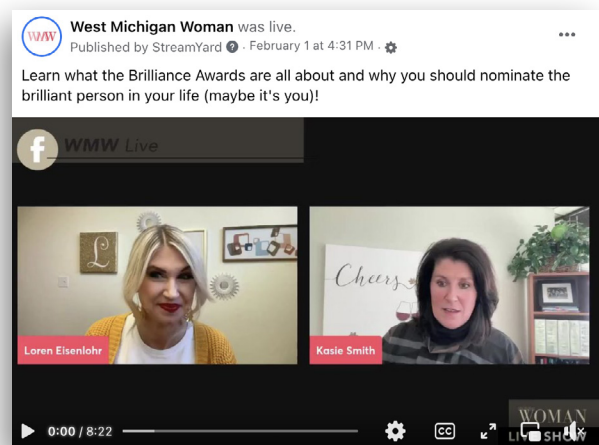 WMW
West Michigan Woman was live.
Published by StreamYard ? · February 1 at 4:31 PM ·
Learn what the Brilliance Awards are all about and why you should nominate the
brilliant person in your life (maybe it's you)!
f WMW Live
L
Cheers
Loren Eisenlohr
Kasie Smith
0:00 / 8:22
CC
WOMAN
LIVE SHOW